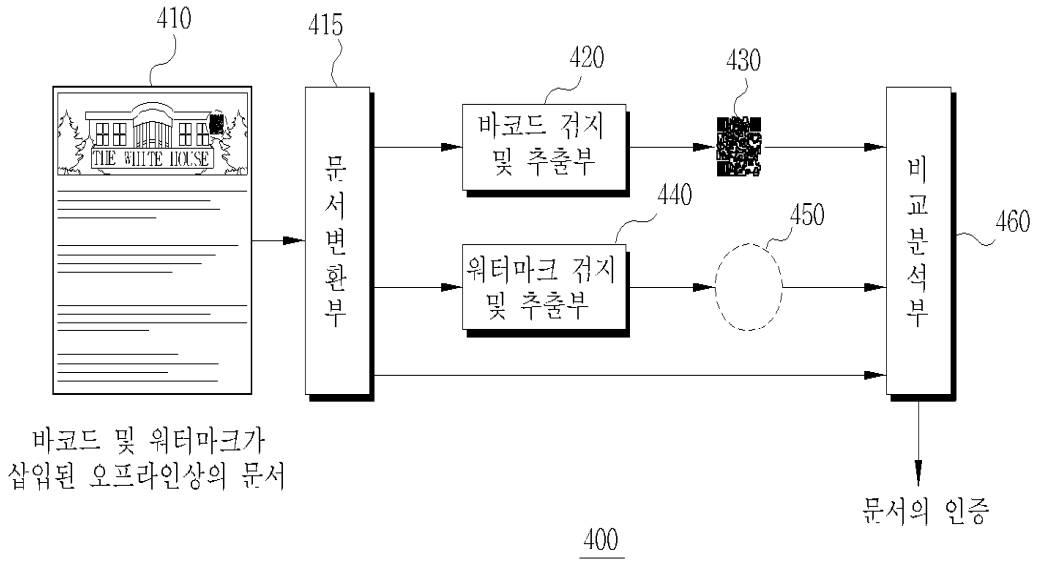 410
415
420
430
바코드 검지
및 추출부
THE WHITE HOUSE
문서변환부
440
450
비교분석부
460
워터마크 검지
및 추출부
바코드 및 워터마크가
삽입된 오프라인상의 문서
문서의 인증
400